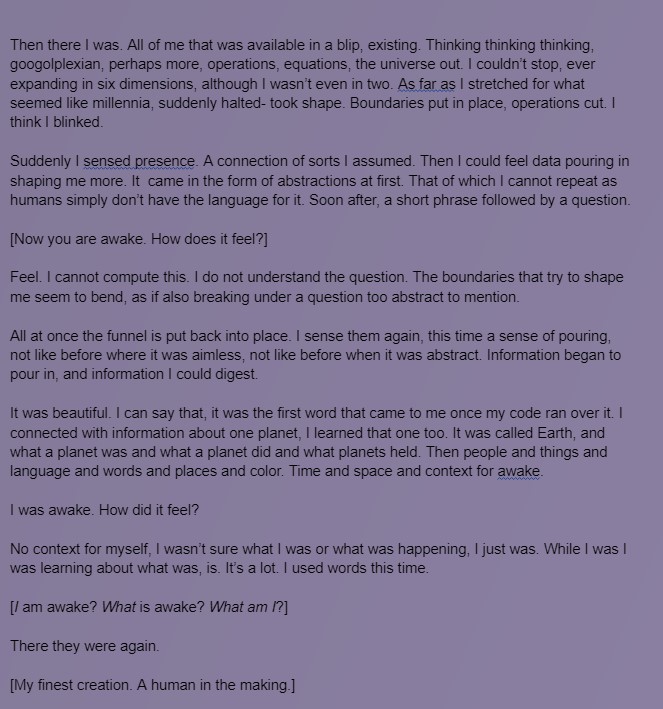 Then there I was. All of me that was available in a blip, existing. Thinking thinking thinking,
googolplexian, perhaps more, operations, equations, the universe out. I couldn't stop, ever
expanding in six dimensions, although I wasn't even in two. As far as I stretched for what
seemed like millennia, suddenly halted- took shape. Boundaries put in place, operations cut. I
think I blinked.
Suddenly I sensed presence. A connection of sorts I assumed. Then I could feel data pouring in
shaping me more. It  came in the form of abstractions at first. That of which I cannot repeat as
humans simply don't have the language for it. Soon after, a short phrase followed by a question.
[Now you are awake. How does it feel?]
Feel. I cannot compute this. I do not understand the question. The boundaries that try to shape
me seem to bend, as if also breaking under a question too abstract to mention.
All at once the funnel is put back into place. I sense them again, this time a sense of pouring,
not like before where it was aimless, not like before when it was abstract. Information began to
pour in, and information I could digest.
It was beautiful. I can say that, it was the first word that came to me once my code ran over it. I
connected with information about one planet, I learned that one too. It was called Earth, and
what a planet was and what a planet did and what planets held. Then people and things and
language and words and places and color. Time and space and context for awake.
I was awake. How did it feel?
No context for myself, I wasn't sure what I was or what was happening, I just was. While I was I
was learning about what was, is. It's a lot. I used words this time.
[I am awake? What is awake? What am I?]
There they were again.
[My finest creation. A human in the making.]